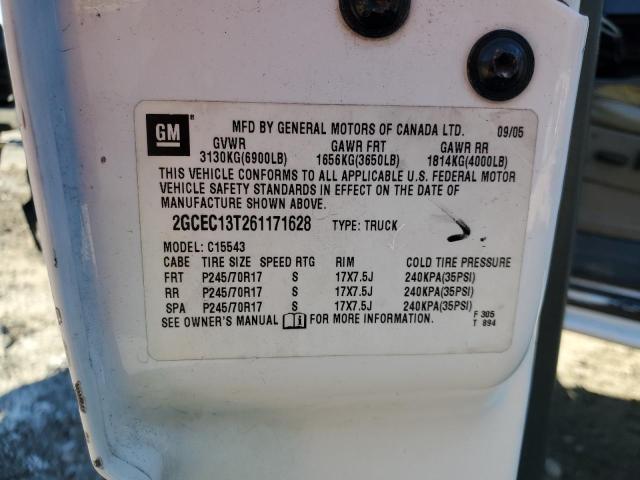 GM
MFD BY GENERAL MOTORS OF CANADA LTD. 09/05
GVWR GAWR FRT GAWR RR
3130KG(6900LB) 1656KG(3650LB) 1814KG(4000LB)
THIS VEHICLE CONFORMS TO ALL APPLICABLE U.S. FEDERAL MOTOR
VEHICLE SAFETY STANDARDS IN EFFECT ON THE DATE OF
MANUFACTURE SHOWN ABOVE.
2GCEC13T261171628 TYPE: TRUCK
MODEL: C15543
CABE TIRE SIZE SPEED RTG RIM COLD TIRE PRESSURE
FRT P245/70R17 S 17X7.5J 240KPA(35PSI)
RR P245/70R17 S 17X7.5J 240KPA(35PSI)
SPA P245/70R17 S 17X7.5J 240KPA(35PSI)
SEE OWNER'S MANUAL FOR MORE INFORMATION.
F 305
T 894